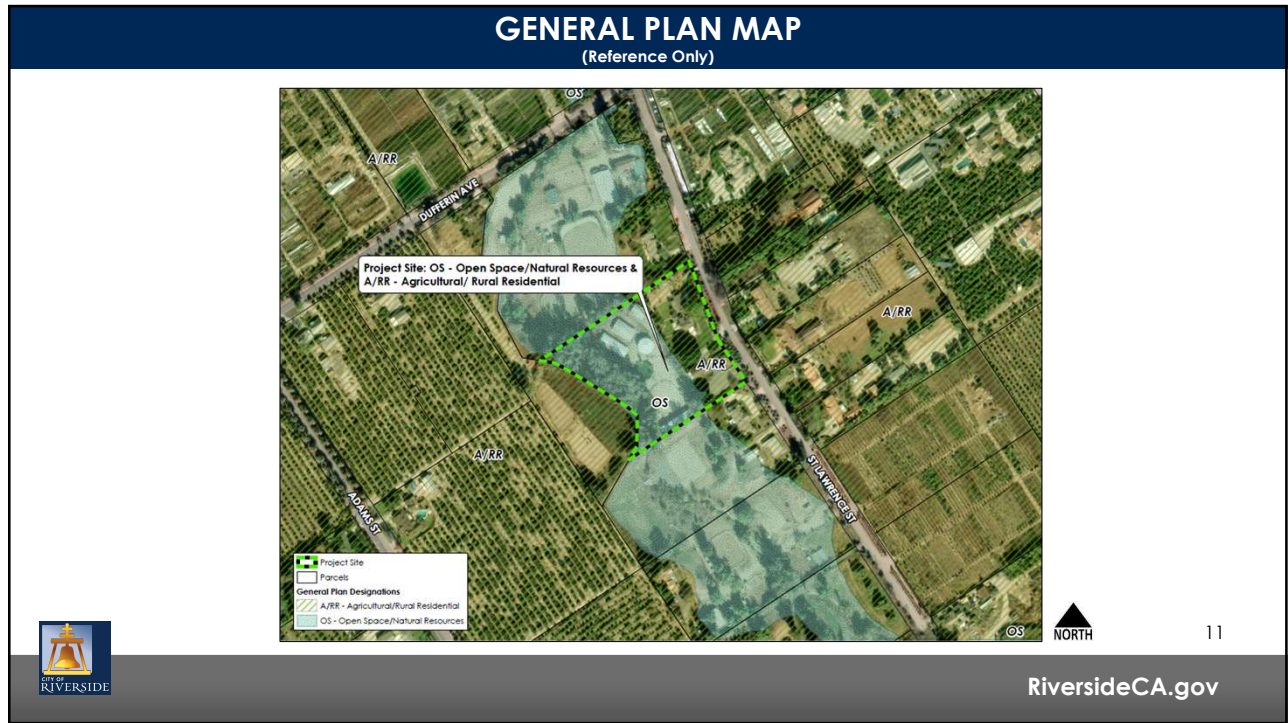 GENERAL PLAN MAP
(Reference Only)
OS
A/RR
DUFFERIN AVE
Project Site: OS - Open Space/Natural Resources &
A/RR - Agricultural/ Rural Residential
A/RR
A/RR
OS
A/RR
ADAMS ST
ST LAWRENCE ST
Project Site
Parcels
General Plan Designations
A/RR - Agricultural/Rural Residential
OS - Open Space/Natural Resources
OS
NORTH
11
CITY OF
RIVERSIDE
RiversideCA.gov